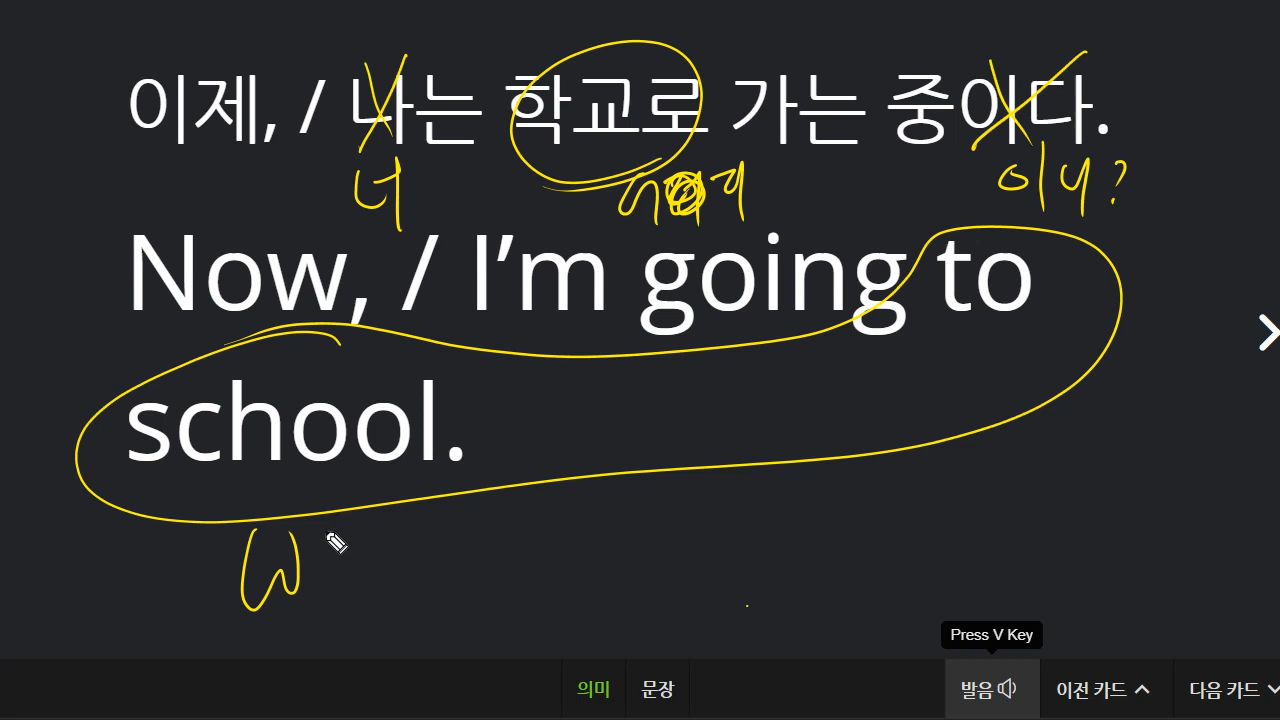 이제, / 나는 학교로 가는 중이다.
너 이니?
Now, / I'm going to
school.
W
Press V Key
의미 문장 발음 이전 카드 다음 카드